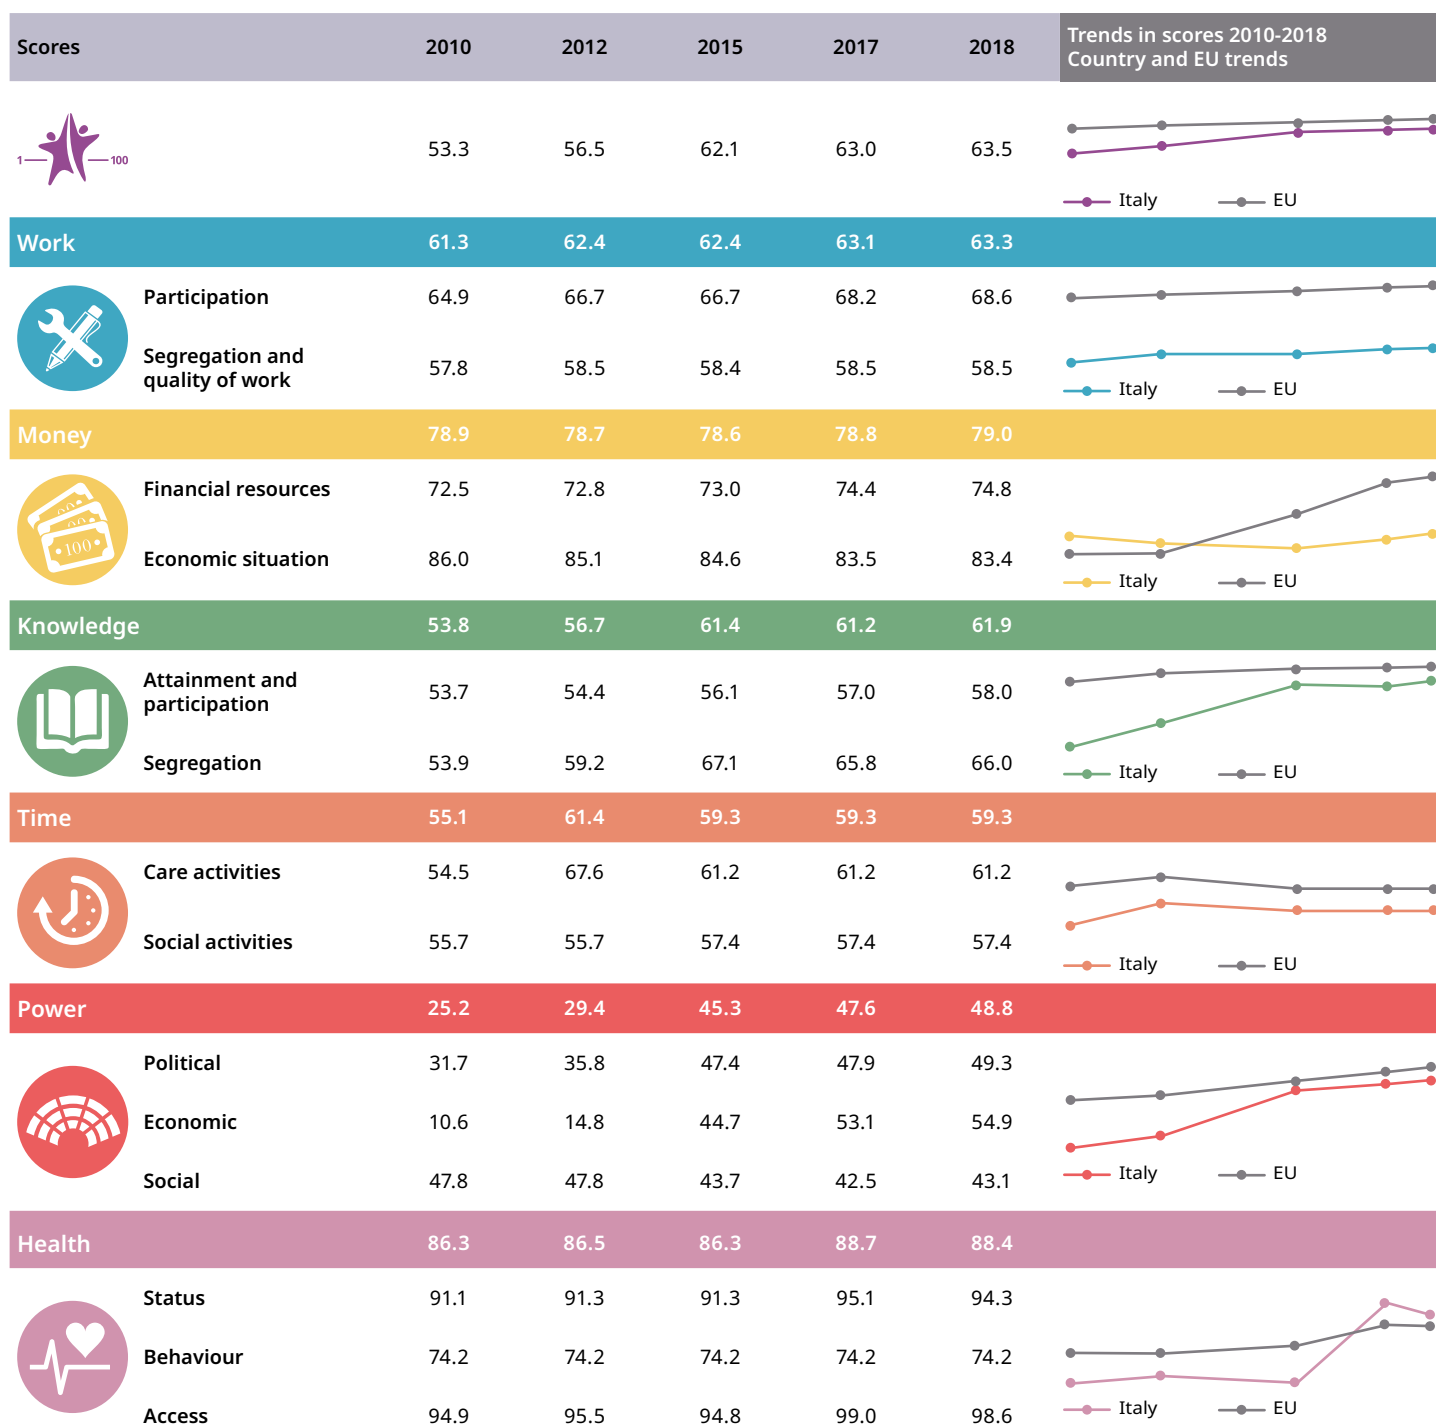 Scores 2010 2012 2015 2017 2018 Trends in scores 2010-2018
Country and EU trends
1 100 53.3 56.5 62.1 63.0 63.5
Italy EU
Work 61.3 62.4 62.4 63.1 63.3
Participation 64.9 66.7 66.7 68.2 68.6
Segregation and
quality of work 57.8 58.5 58.4 58.5 58.5
Italy EU
Money 78.9 78.7 78.6 78.8 79.0
Financial resources 72.5 72.8 73.0 74.4 74.8
100
Economic situation 86.0 85.1 84.6 83.5 83.4
Italy EU
Knowledge 53.8 56.7 61.4 61.2 61.9
Attainment and
participation 53.7 54.4 56.1 57.0 58.0
Segregation 53.9 59.2 67.1 65.8 66.0
Italy EU
Time 55.1 61.4 59.3 59.3 59.3
Care activities 54.5 67.6 61.2 61.2 61.2
Social activities 55.7 55.7 57.4 57.4 57.4
Italy EU
Power 25.2 29.4 45.3 47.6 48.8
Political 31.7 35.8 47.4 47.9 49.3
Economic 10.6 14.8 44.7 53.1 54.9
Social 47.8 47.8 43.7 42.5 43.1
Italy EU
Health 86.3 86.5 86.3 88.7 88.4
Status 91.1 91.3 91.3 95.1 94.3
Behaviour 74.2 74.2 74.2 74.2 74.2
Access 94.9 95.5 94.8 99.0 98.6
Italy EU